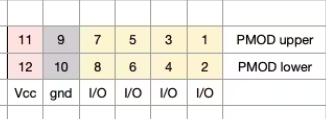 11 9 7 5 3 1 PMOD upper
12 10 8 6 4 2 PMOD lower
Vcc gnd I/O I/O I/O I/O